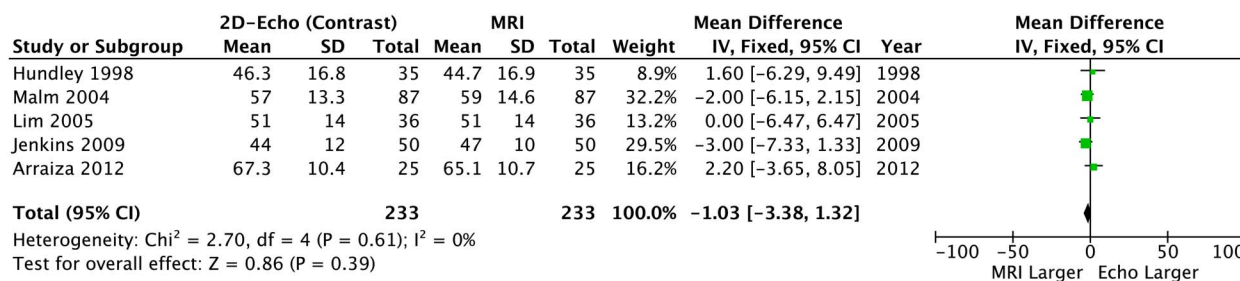 2D-Echo (Contrast) MRI Mean Difference Mean Difference
Study or Subgroup Mean SD Total Mean SD Total Weight IV, Fixed, 95% CI Year IV, Fixed, 95% CI
Hundley 1998 46.3 16.8 35 44.7 16.9 35 8.9% 1.60 [-6.29, 9.49] 1998
Malm 2004 57 13.3 87 59 14.6 87 32.2% -2.00 [-6.15, 2.15] 2004
Lim 2005 51 14 36 51 14 36 13.2% 0.00 [-6.47, 6.47] 2005
Jenkins 2009 44 12 50 47 10 50 29.5% -3.00 [-7.33, 1.33] 2009
Arraiza 2012 67.3 10.4 25 65.1 10.7 25 16.2% 2.20 [-3.65, 8.05] 2012
Total (95% CI) 233 233 100.0% -1.03 [-3.38, 1.32]
Heterogeneity: Chi² = 2.70, df = 4 (P = 0.61); I² = 0%
Test for overall effect: Z = 0.86 (P = 0.39)
-100 -50 0 50 100
MRI Larger Echo Larger